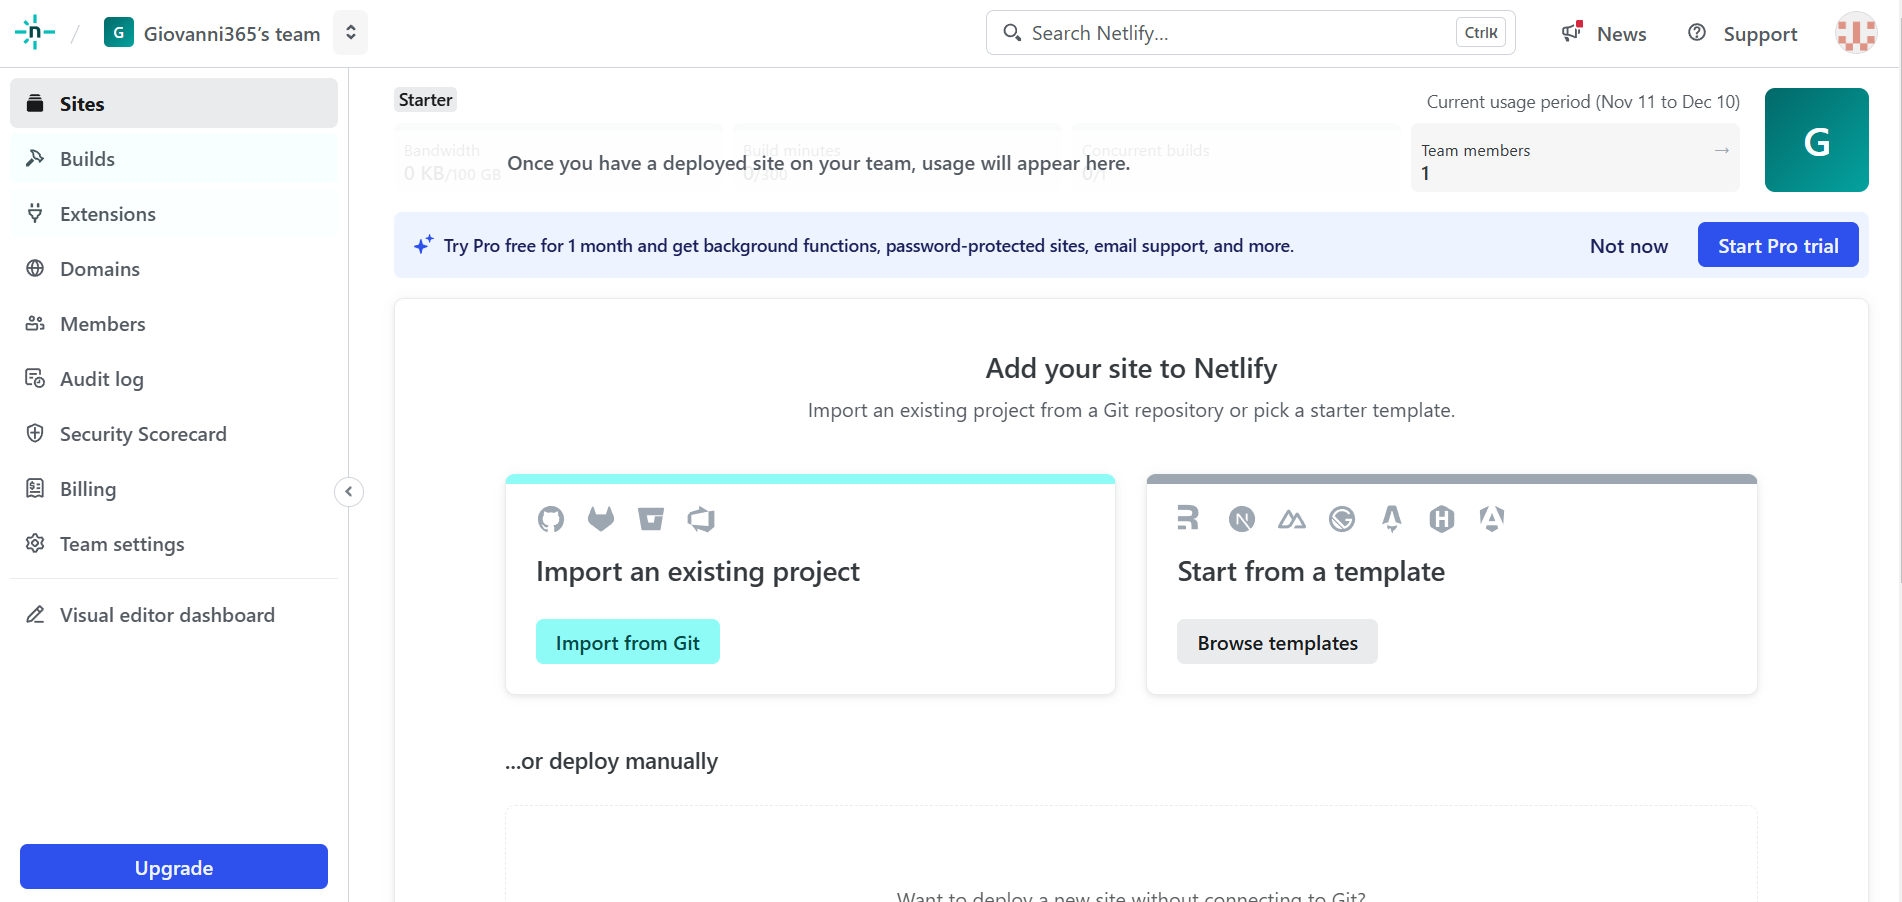 n / G Giovanni365's team
Search Netlify... CtrlK
News
Support
Sites
Builds
Extensions
Domains
Members
Audit log
Security Scorecard
Billing
Team settings
Visual editor dashboard
Upgrade
Starter
Current usage period (Nov 11 to Dec 10)
Bandwidth
0 KB/100 GB
Build minutes
0/300
Concurrent builds
0/1
Once you have a deployed site on your team, usage will appear here.
Team members →
1
G
Try Pro free for 1 month and get background functions, password-protected sites, email support, and more.
Not now
Start Pro trial
Add your site to Netlify
Import an existing project from a Git repository or pick a starter template.
Import an existing project
Import from Git
Start from a template
Browse templates
...or deploy manually
Want to deploy a new site without connecting to Git?